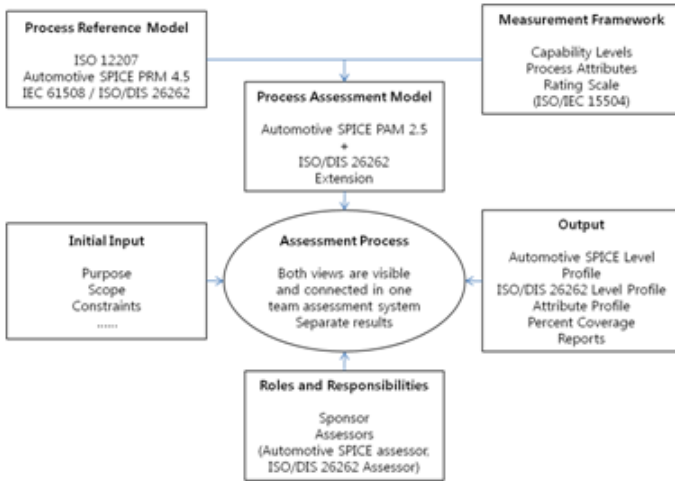 Process Reference Model
ISO 12207
Automotive SPICE PRM 4.5
IEC 61508 / ISO/DIS 26262
Measurement Framework
Capability Levels
Process Attributes
Rating Scale
(ISO/IEC 15504)
Process Assessment Model
Automotive SPICE PAM 2.5
+
ISO/DIS 26262
Extension
Initial Input
Purpose
Scope
Constraints
......
Assessment Process
Both views are visible
and connected in one
team assessment system
Separate results
Output
Automotive SPICE Level
Profile
ISO/DIS 26262 Level Profile
Attribute Profile
Percent Coverage
Reports
Roles and Responsibilities
Sponsor
Assessors
(Automotive SPICE assessor,
ISO/DIS 26262 Assessor)